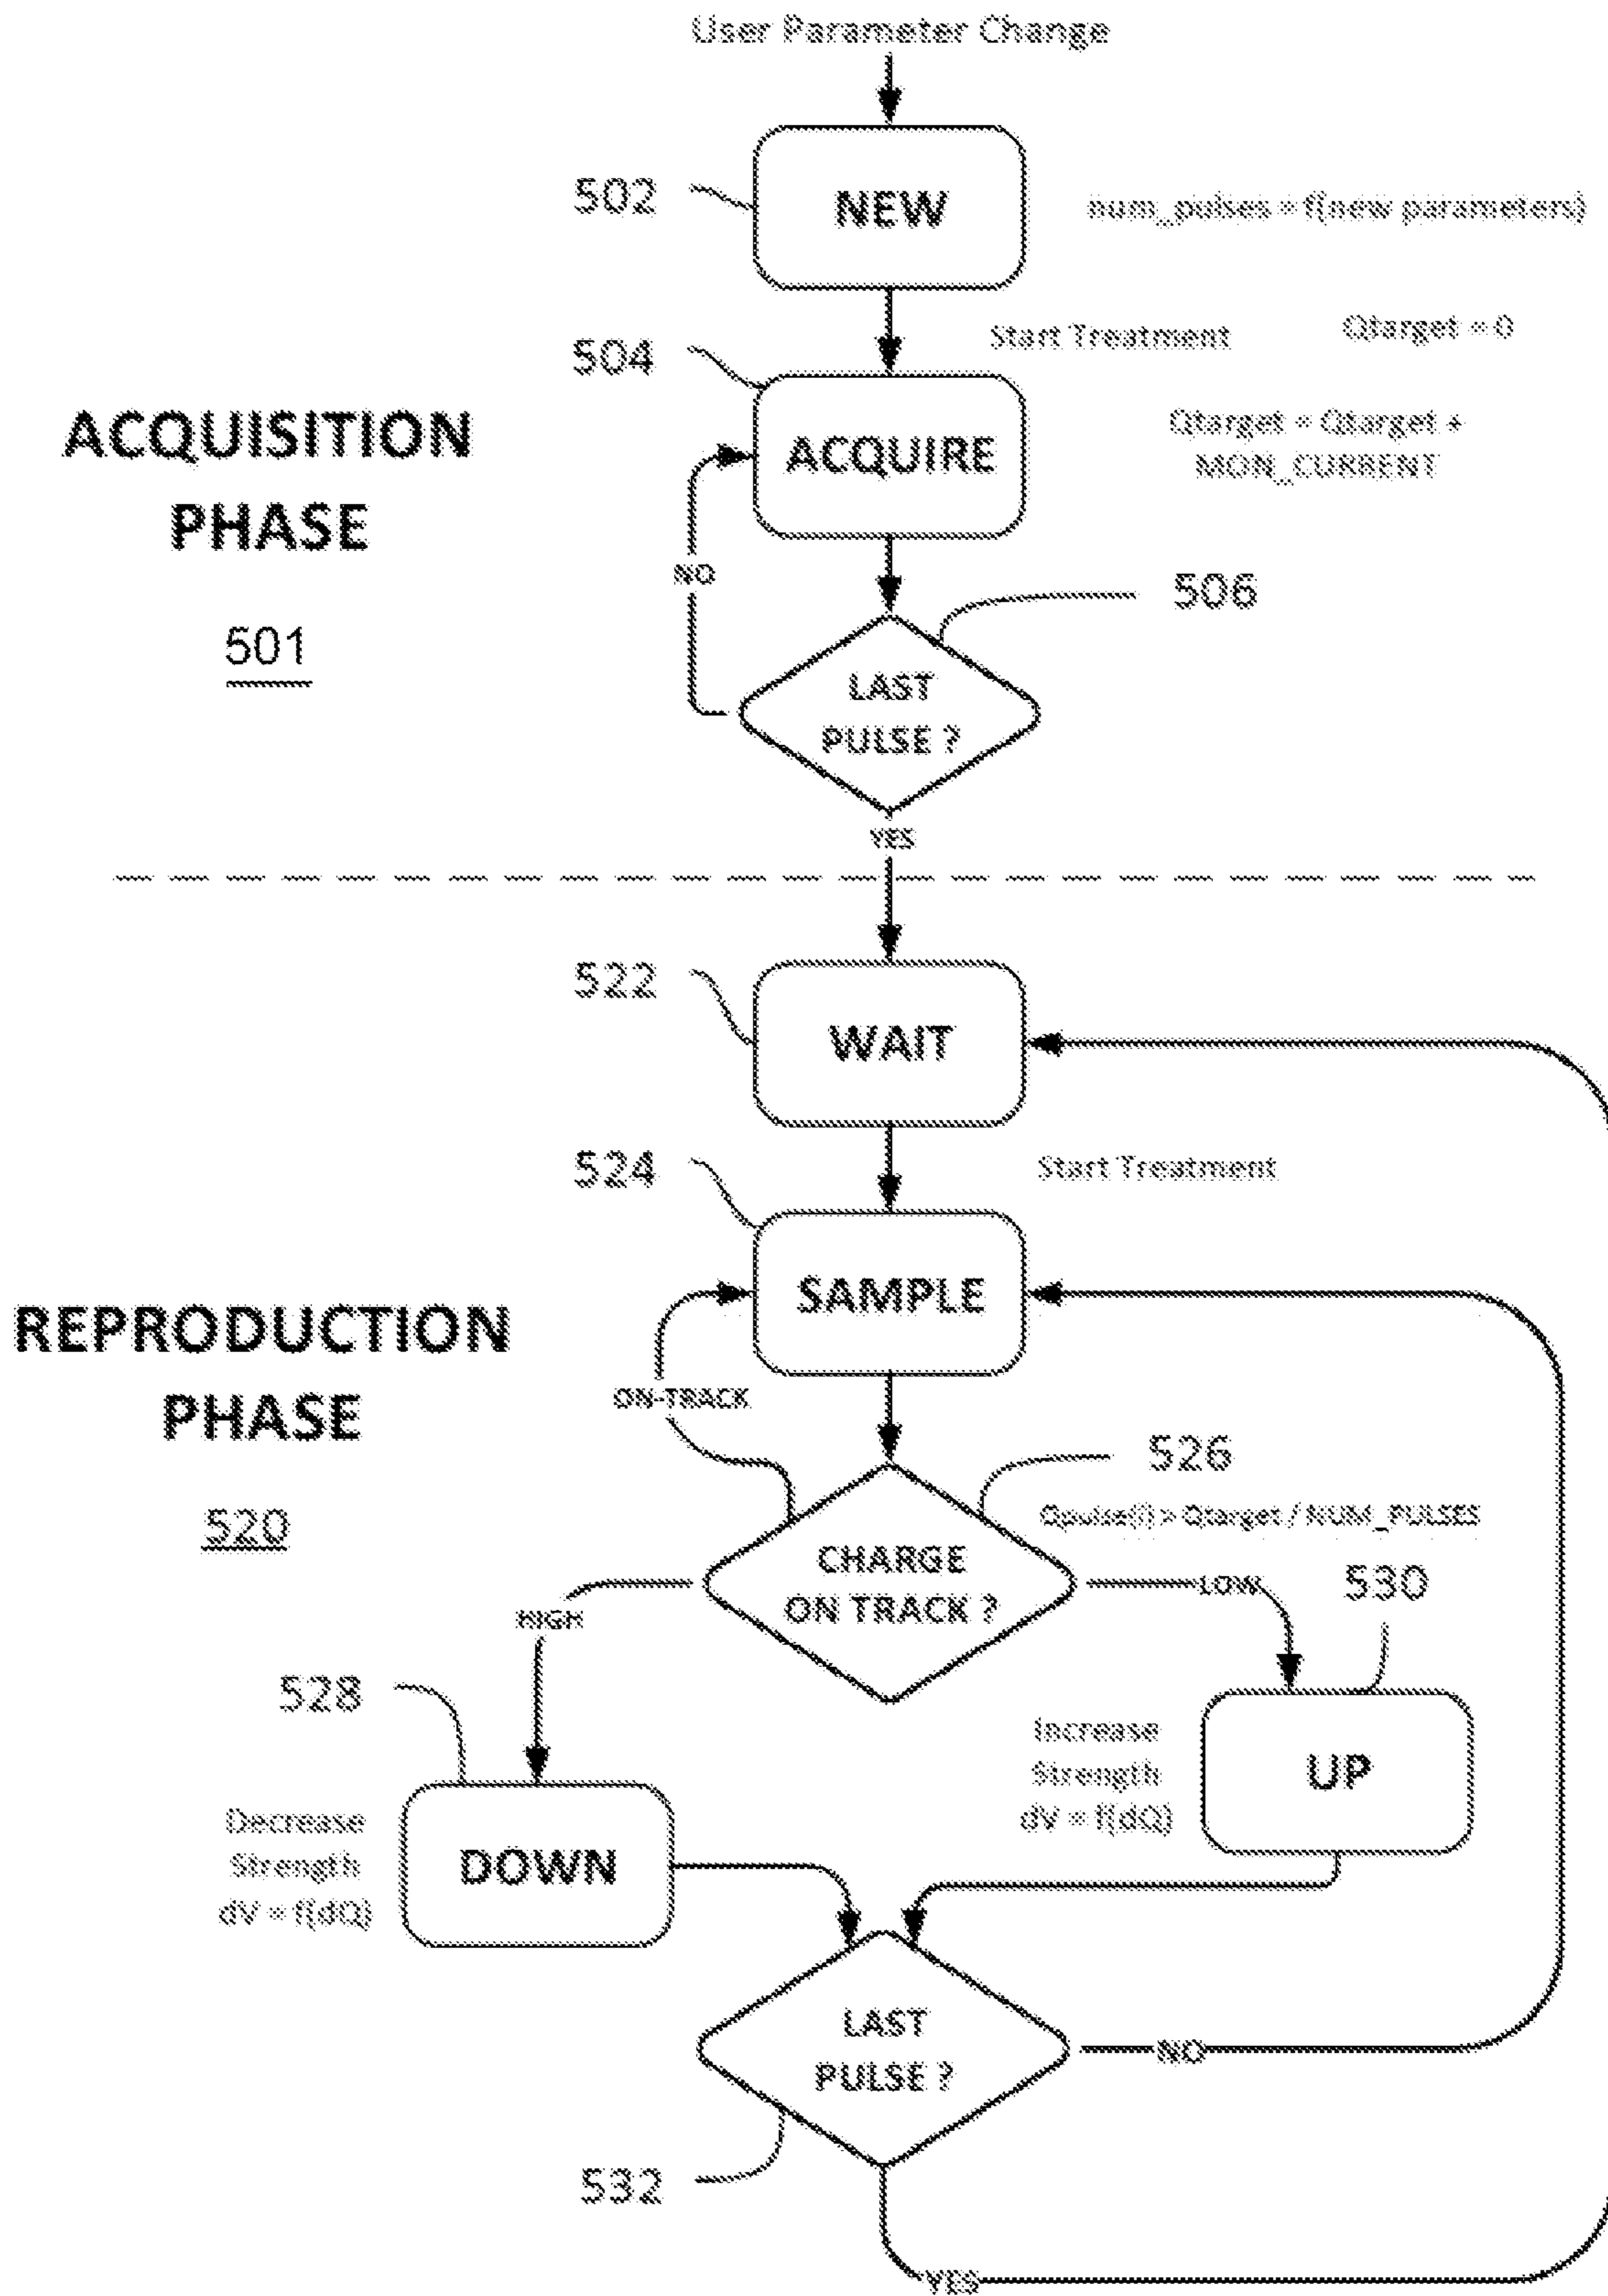 User Parameter Change
502
NEW
num_pulses = f(new parameters)
504
Start Treatment
Qtarget = 0
ACQUISITION
PHASE
501
ACQUIRE
Qtarget = Qtarget +
MON_CURRENT
NO
506
LAST
PULSE ?
YES
522
WAIT
524
Start Treatment
SAMPLE
REPRODUCTION
PHASE
520
ON-TRACK
526
Qpulse(i) > Qtarget / NUM_PULSES
CHARGE
ON TRACK ?
HIGH
LOW
530
528
Increase
Strength
dV = f(dQ)
UP
Decrease
Strength
dV = f(dQ)
DOWN
LAST
PULSE ?
NO
532
YES